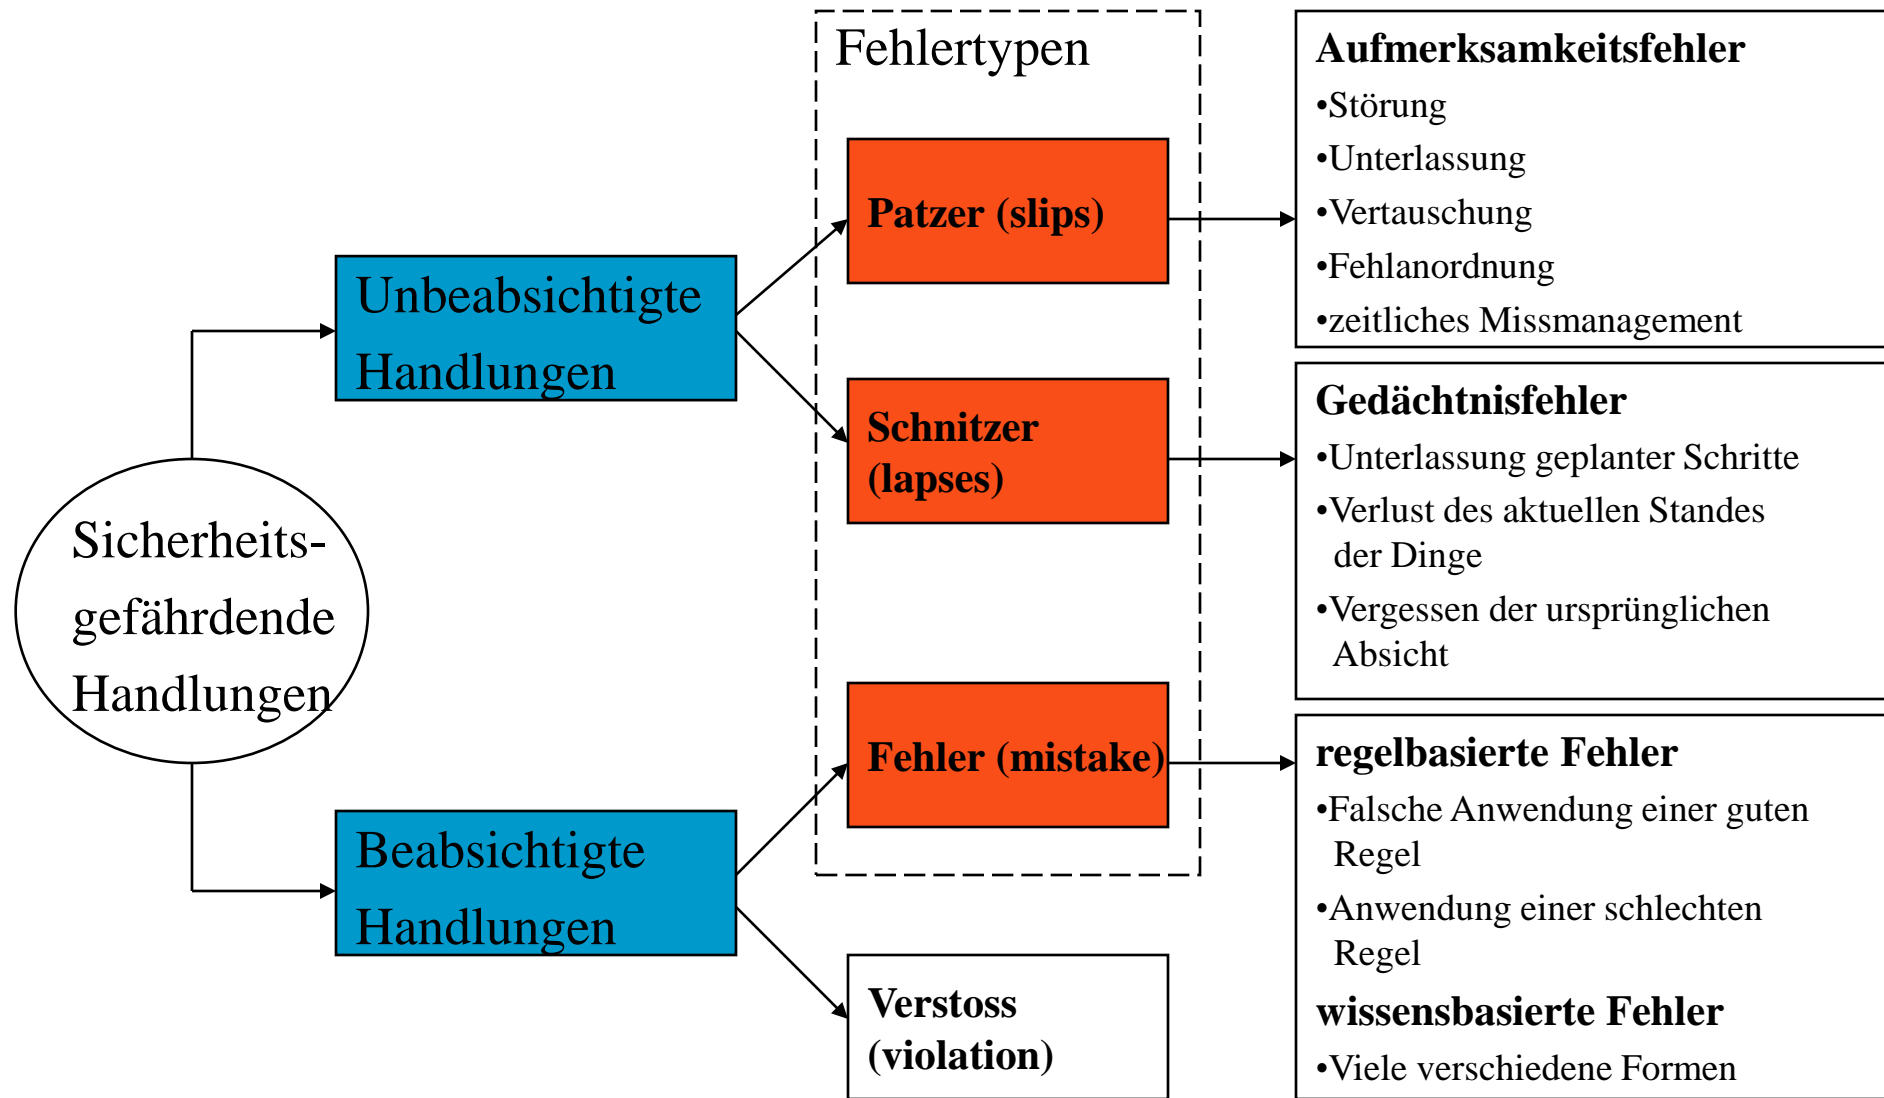 Sicherheits-
gefährdende
Handlungen
Unbeabsichtigte
Handlungen
Beabsichtigte
Handlungen
Fehlertypen
Patzer (slips)
Schnitzer
(lapses)
Fehler (mistake)
Verstoss
(violation)
Aufmerksamkeitsfehler
•Störung
•Unterlassung
•Vertauschung
•Fehlanordnung
•zeitliches Missmanagement
Gedächtnisfehler
•Unterlassung geplanter Schritte
•Verlust des aktuellen Standes
der Dinge
•Vergessen der ursprünglichen
Absicht
regelbasierte Fehler
•Falsche Anwendung einer guten
Regel
•Anwendung einer schlechten
Regel
wissensbasierte Fehler
•Viele verschiedene Formen